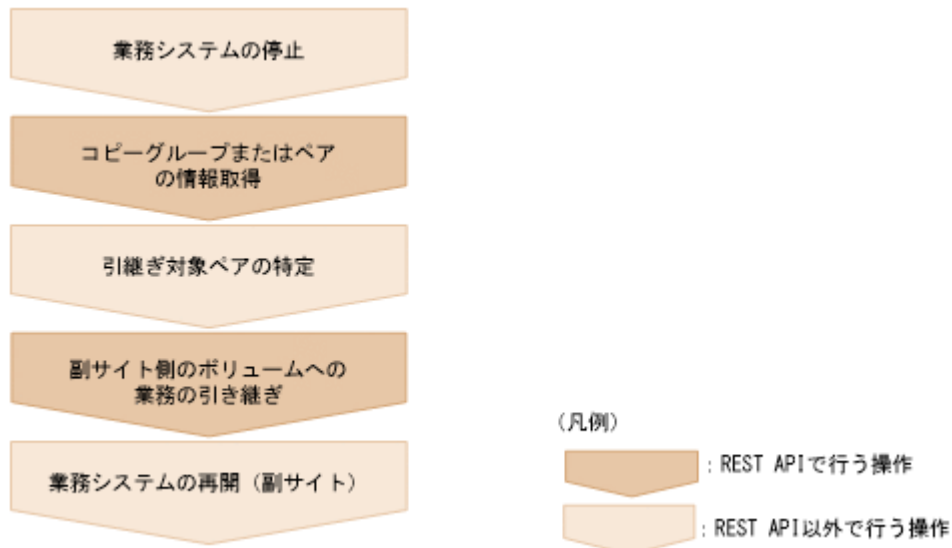 業務システムの停止
コピーグループまたはペア
の情報取得
引継ぎ対象ペアの特定
副サイト側のボリュームへの
業務の引き継ぎ
業務システムの再開（副サイト）
（凡例）
：REST APIで行う操作
：REST API以外で行う操作